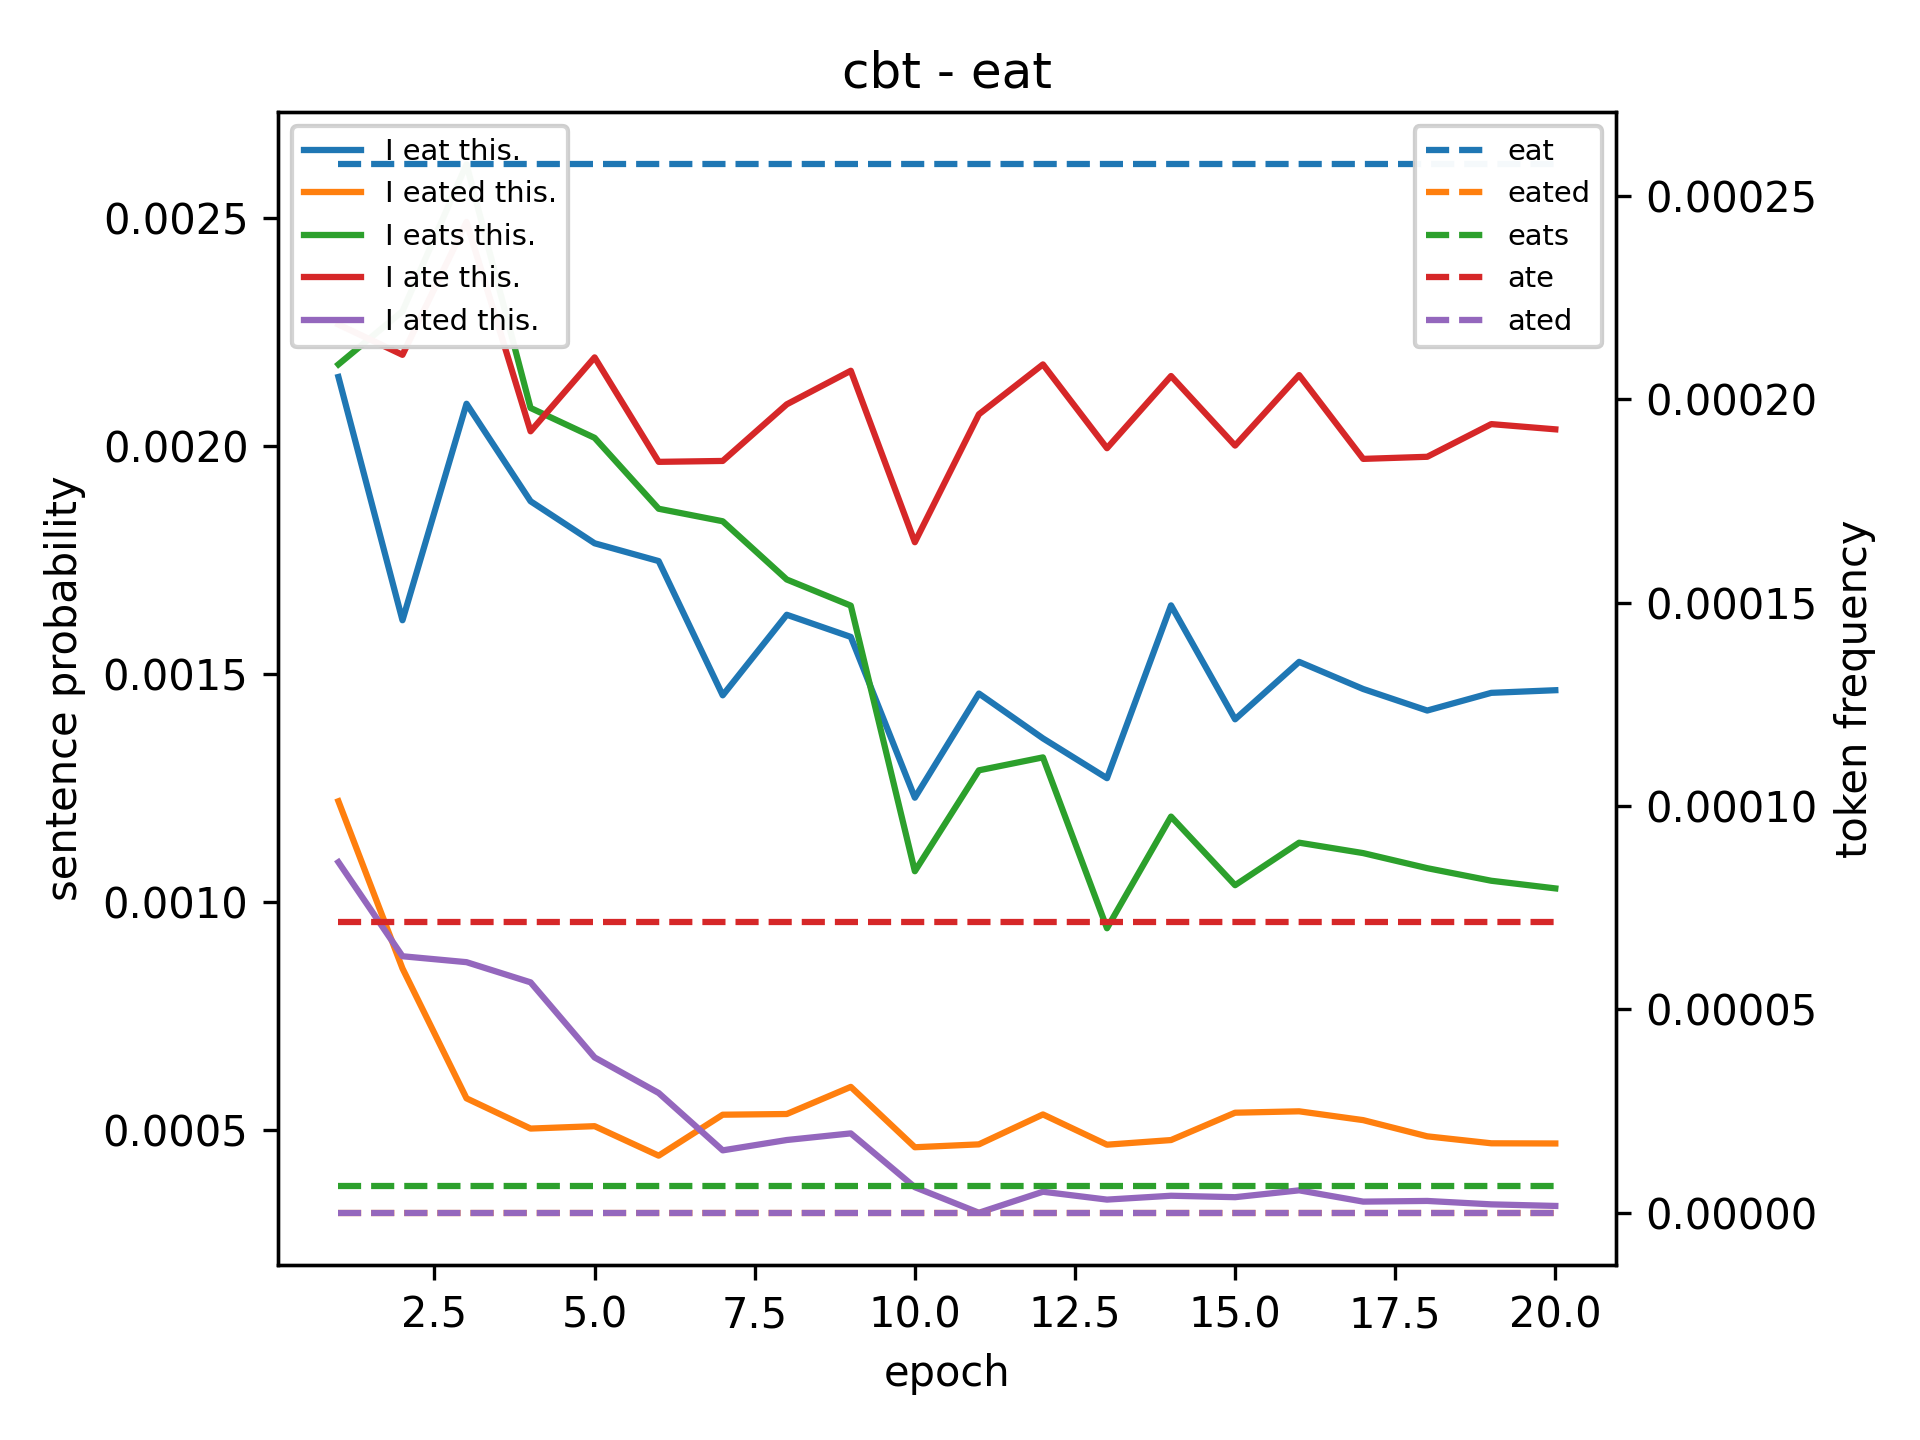 cbt - eat
I eat this.
I eated this.
I eats this.
I ate this.
I ated this.
eat
eated
eats
ate
ated
sentence probability
0.0025
0.0020
0.0015
0.0010
0.0005
token frequency
0.00025
0.00020
0.00015
0.00010
0.00005
0.00000
2.5
5.0
7.5
10.0
12.5
15.0
17.5
20.0
epoch